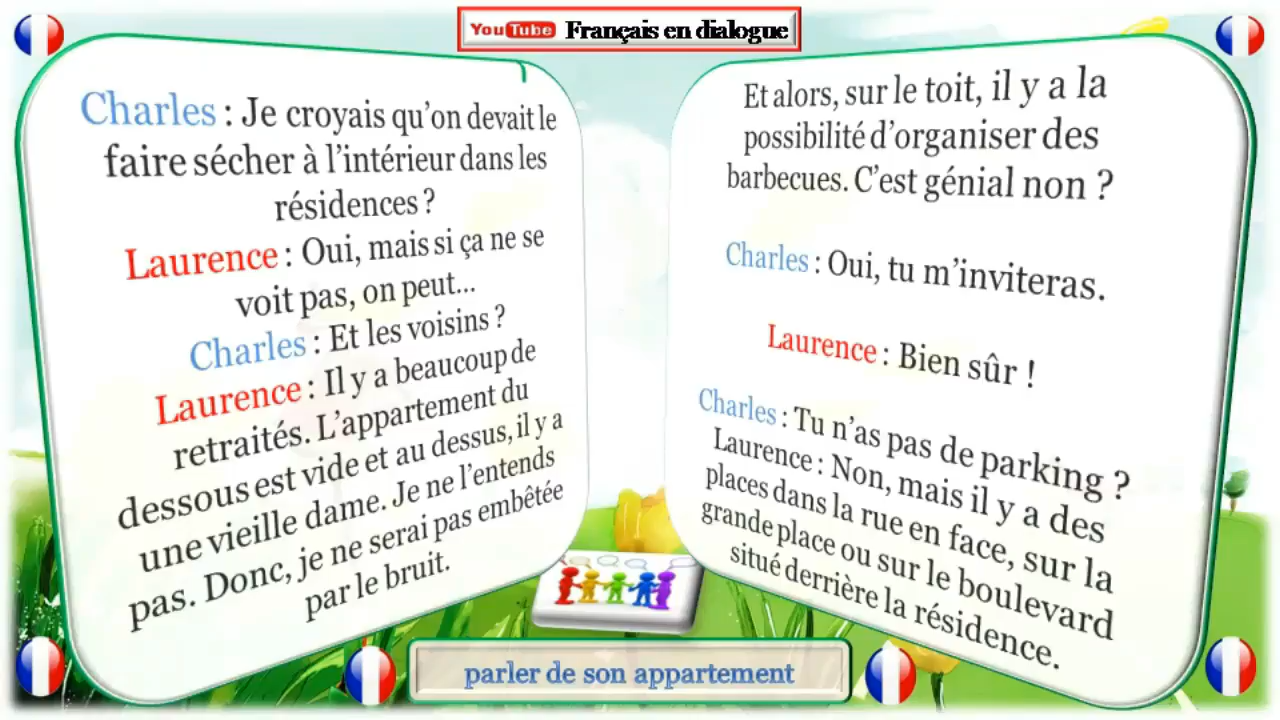 YouTube Français en dialogue
Charles : Je croyais qu'on devait le
faire sécher à l'intérieur dans les
résidences ?
Laurence : Oui, mais si ça ne se
voit pas, on peut...
Charles : Et les voisins ?
Laurence : Il y a beaucoup de
retraités. L'appartement du
dessous est vide et au dessus, il y a
une vieille dame. Je ne l'entends
pas. Donc, je ne serai pas embêtée
par le bruit.
Et alors, sur le toit, il y a la
possibilité d'organiser des
barbecues. C'est génial non ?
Charles : Oui, tu m'inviteras.
Laurence : Bien sûr !
Charles : Tu n'as pas de parking ?
Laurence : Non, mais il y a des
places dans la rue en face, sur la
grande place ou sur le boulevard
situé derrière la résidence.
parler de son appartement